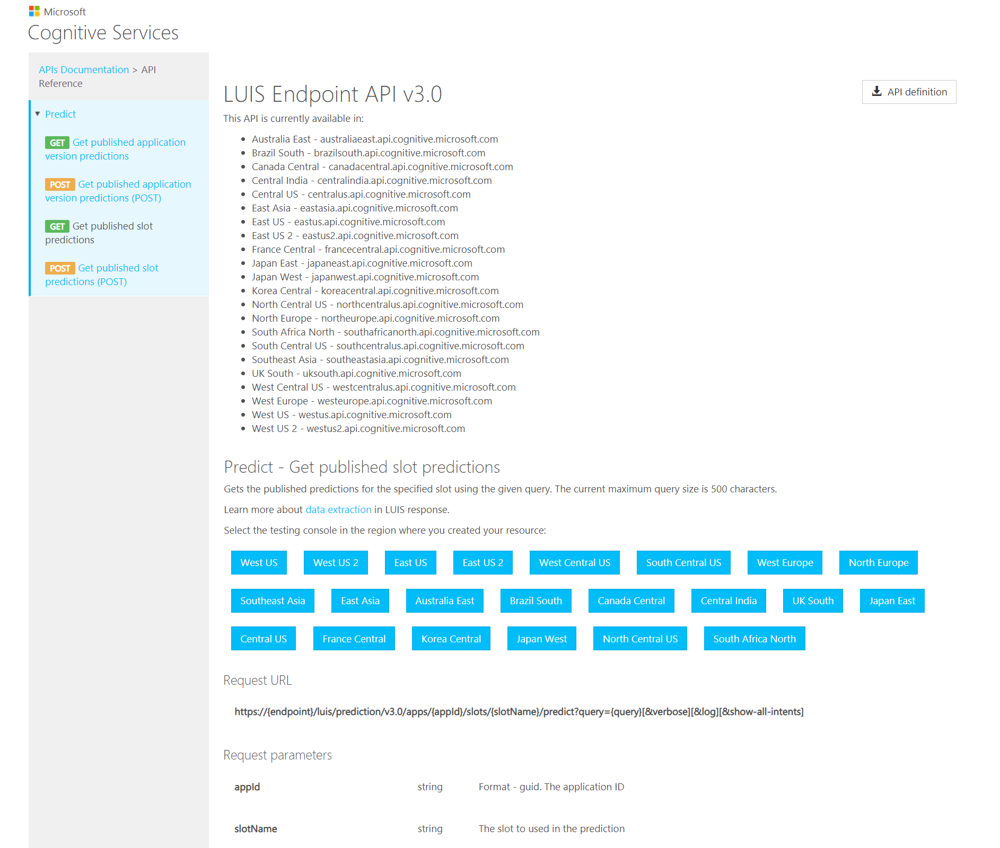 Microsoft
Cognitive Services
APIs Documentation > API
Reference
Predict
GET Get published application
version predictions
POST Get published application
version predictions (POST)
GET Get published slot
predictions
POST Get published slot
predictions (POST)
LUIS Endpoint API v3.0
API definition
This API is currently available in:
Australia East - australiaeast.api.cognitive.microsoft.com
Brazil South - brazilsouth.api.cognitive.microsoft.com
Canada Central - canadacentral.api.cognitive.microsoft.com
Central India - centralindia.api.cognitive.microsoft.com
Central US - centralus.api.cognitive.microsoft.com
East Asia - eastasia.api.cognitive.microsoft.com
East US - eastus.api.cognitive.microsoft.com
East US 2 - eastus2.api.cognitive.microsoft.com
France Central - francecentral.api.cognitive.microsoft.com
Japan East - japaneast.api.cognitive.microsoft.com
Japan West - japanwest.api.cognitive.microsoft.com
Korea Central - koreacentral.api.cognitive.microsoft.com
North Central US - northcentralus.api.cognitive.microsoft.com
North Europe - northeurope.api.cognitive.microsoft.com
South Africa North - southafricanorth.api.cognitive.microsoft.com
South Central US - southcentralus.api.cognitive.microsoft.com
Southeast Asia - southeastasia.api.cognitive.microsoft.com
UK South - uksouth.api.cognitive.microsoft.com
West Central US - westcentralus.api.cognitive.microsoft.com
West Europe - westeurope.api.cognitive.microsoft.com
West US - westus.api.cognitive.microsoft.com
West US 2 - westus2.api.cognitive.microsoft.com
Predict - Get published slot predictions
Gets the published predictions for the specified slot using the given query. The current maximum query size is 500 characters.
Learn more about data extraction in LUIS response.
Select the testing console in the region where you created your resource:
West US West US 2 East US East US 2 West Central US South Central US West Europe North Europe
Southeast Asia East Asia Australia East Brazil South Canada Central Central India UK South Japan East
Central US France Central Korea Central Japan West North Central US South Africa North
Request URL
https://{endpoint}/luis/prediction/v3.0/apps/{appId}/slots/{slotName}/predict?query={query}[&verbose][&log][&show-all-intents]
Request parameters
appId string Format - guid. The application ID
slotName string The slot to used in the prediction